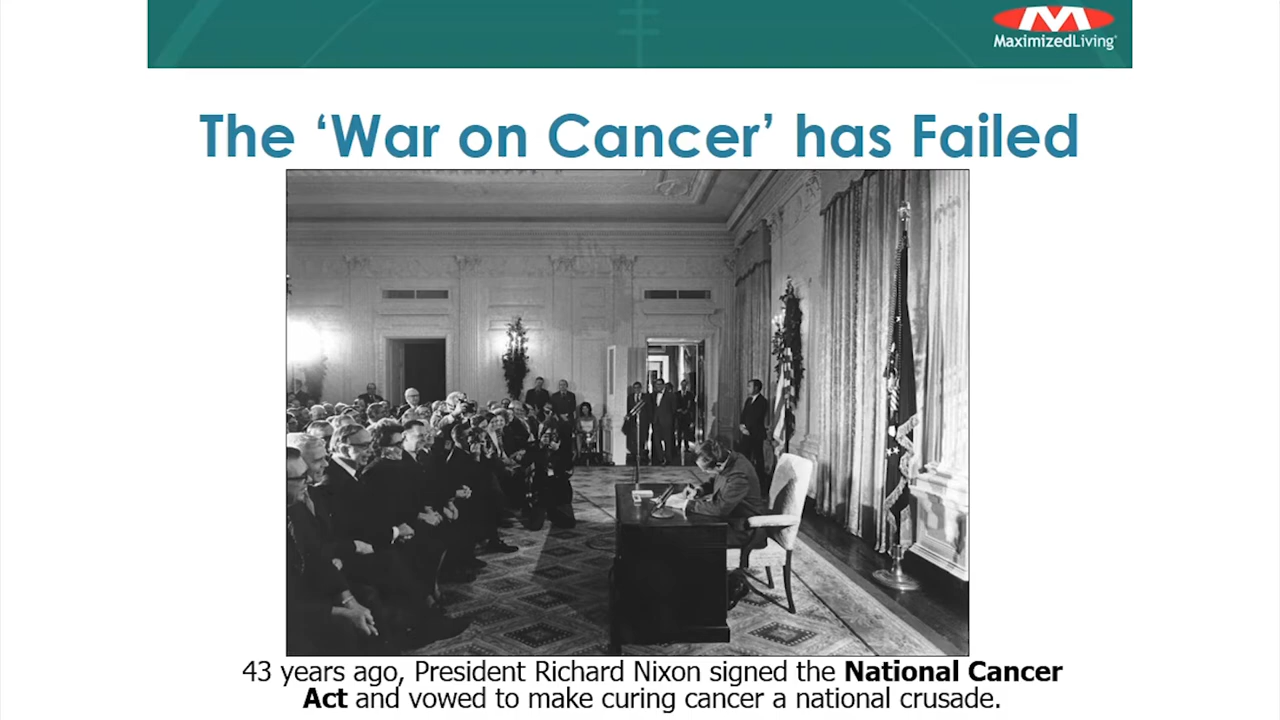 MaximizedLiving
The ‘War on Cancer’ has Failed
43 years ago, President Richard Nixon signed the National Cancer
Act and vowed to make curing cancer a national crusade.